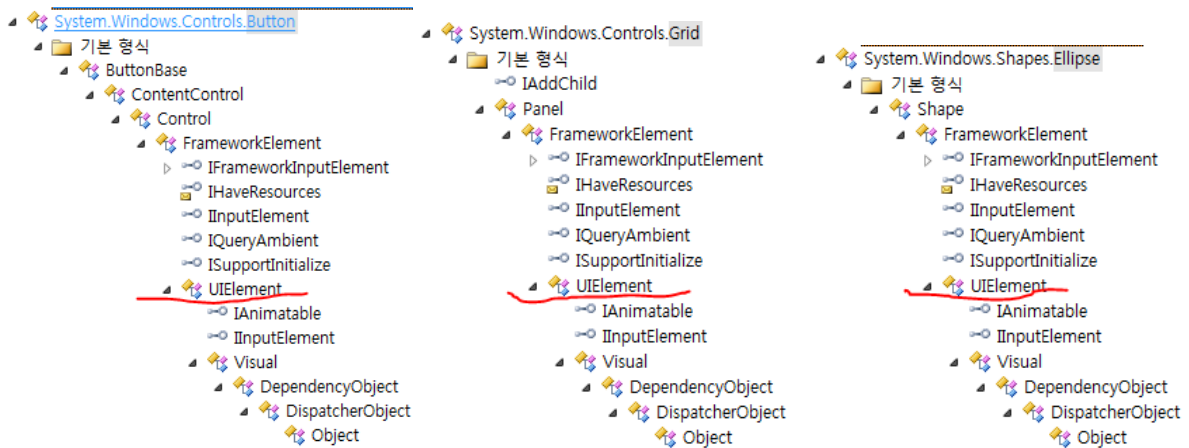 System.Windows.Controls.Button
기본 형식
ButtonBase
ContentControl
Control
FrameworkElement
IFrameworkInputElement
IHaveResources
IInputElement
IQueryAmbient
ISupportInitialize
UIElement
IAnimatable
IInputElement
Visual
DependencyObject
DispatcherObject
Object
System.Windows.Controls.Grid
기본 형식
IAddChild
Panel
FrameworkElement
IFrameworkInputElement
IHaveResources
IInputElement
IQueryAmbient
ISupportInitialize
UIElement
IAnimatable
IInputElement
Visual
DependencyObject
DispatcherObject
Object
System.Windows.Shapes.Ellipse
기본 형식
Shape
FrameworkElement
IFrameworkInputElement
IHaveResources
IInputElement
IQueryAmbient
ISupportInitialize
UIElement
IAnimatable
IInputElement
Visual
DependencyObject
DispatcherObject
Object